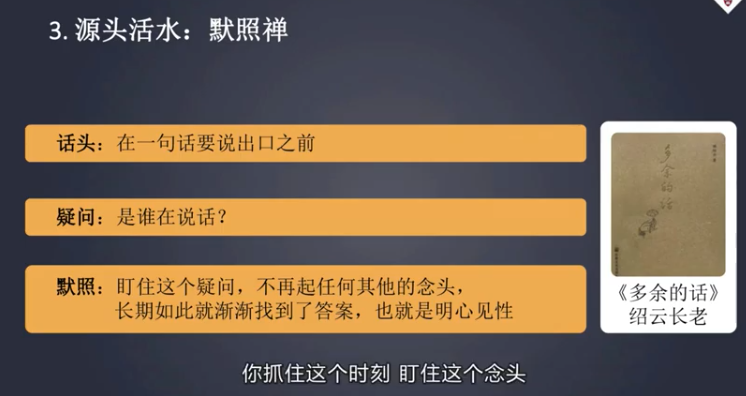 3. 源头活水：默照禅
话头：在一句话要说出口之前
疑问：是谁在说话？
默照：盯住这个疑问，不再起任何其他的念头，
长期如此就渐渐找到了答案，也就是明心见性
多余的话
《多余的话》
绍云长老
你抓住这个时刻 盯住这个念头